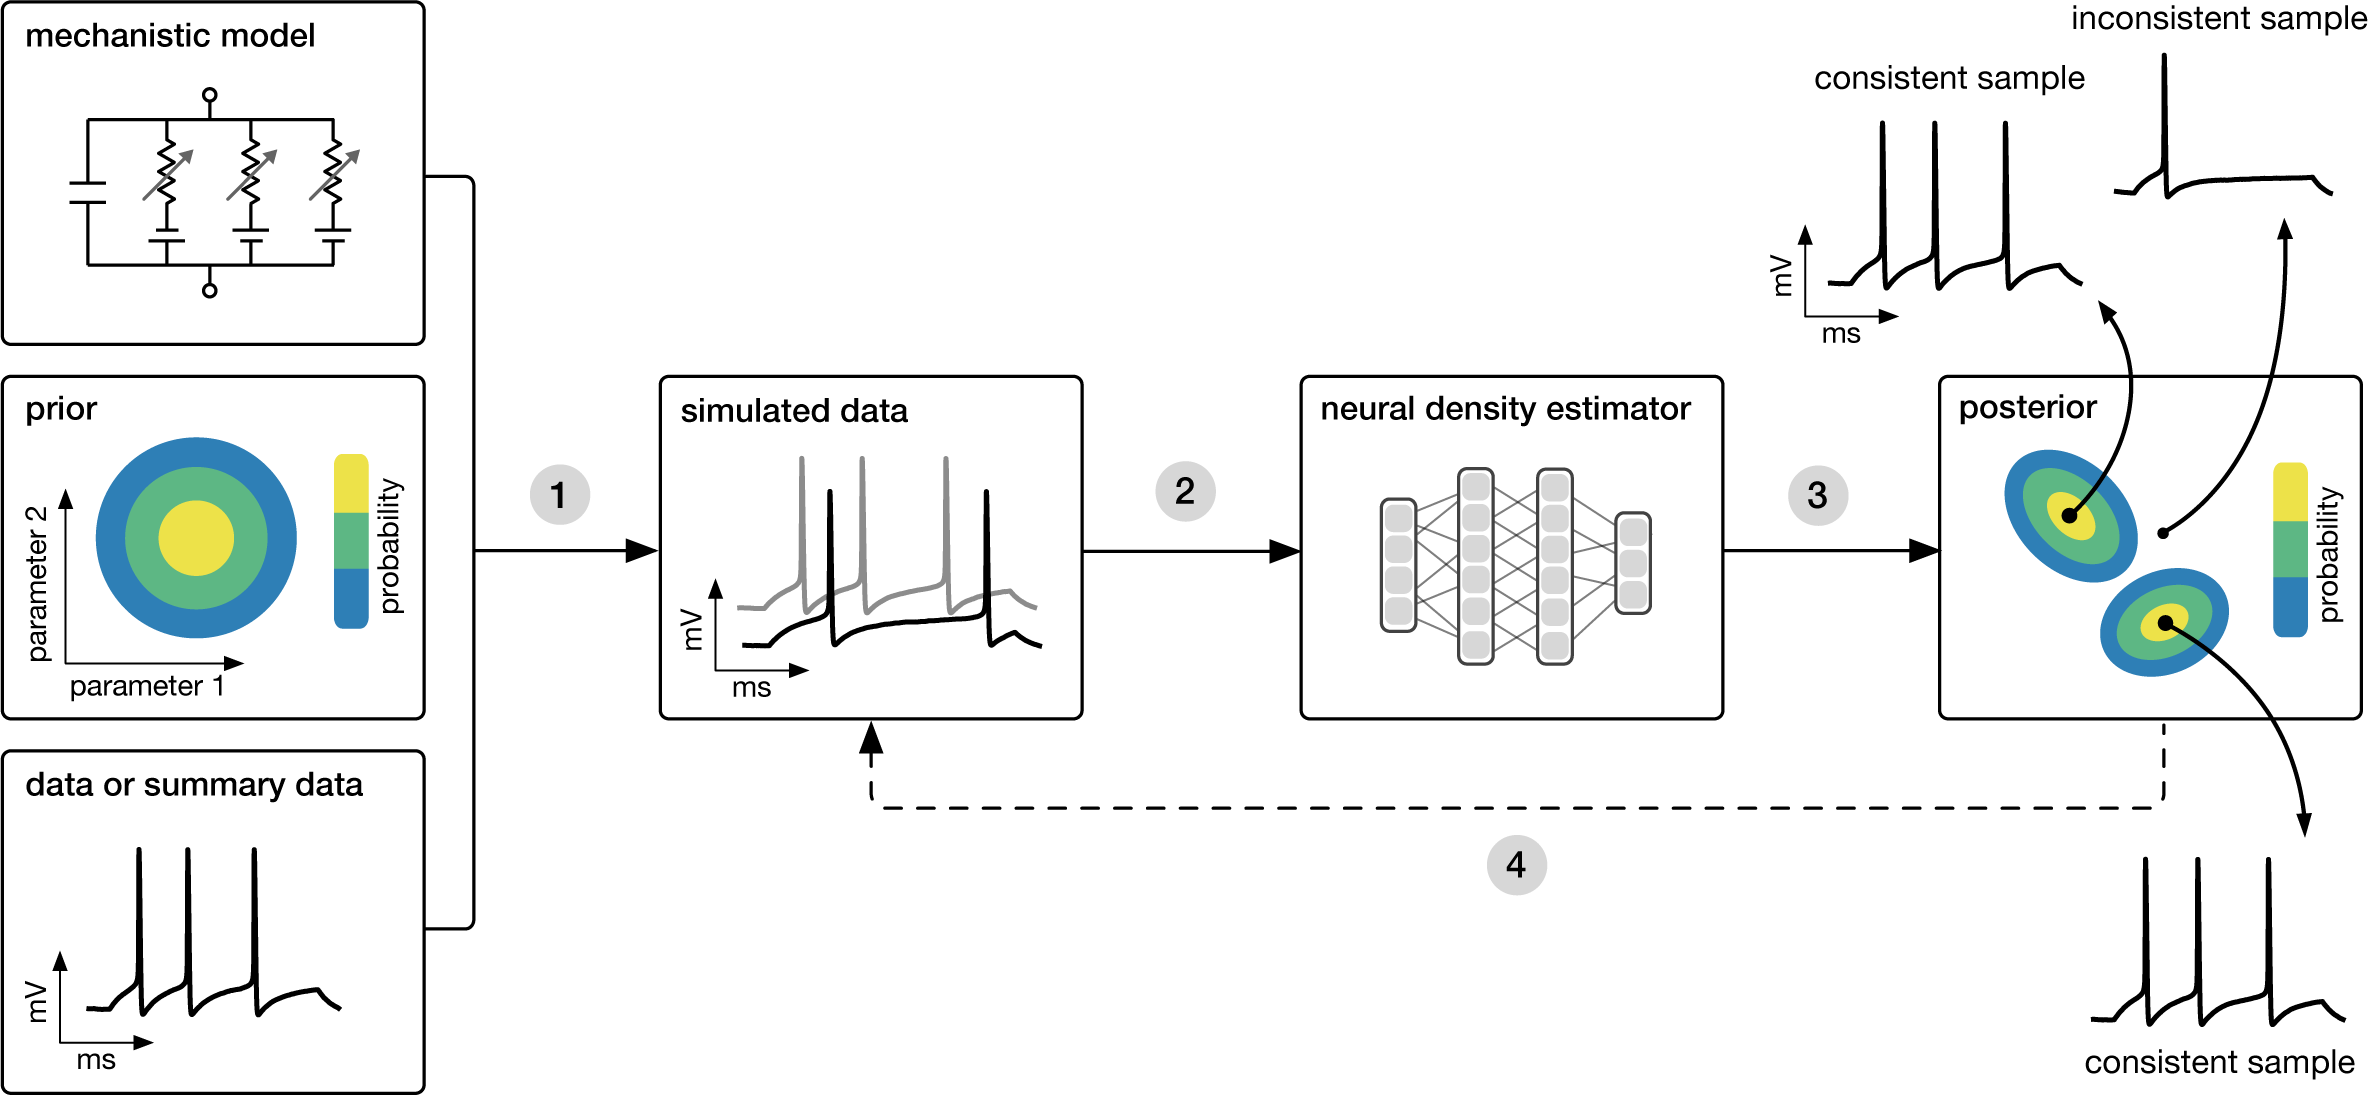 mechanistic model
prior
parameter 2
parameter 1
probability
data or summary data
mV
ms
1
simulated data
mV
ms
2
neural density estimator
3
posterior
probability
inconsistent sample
consistent sample
mV
ms
4
consistent sample